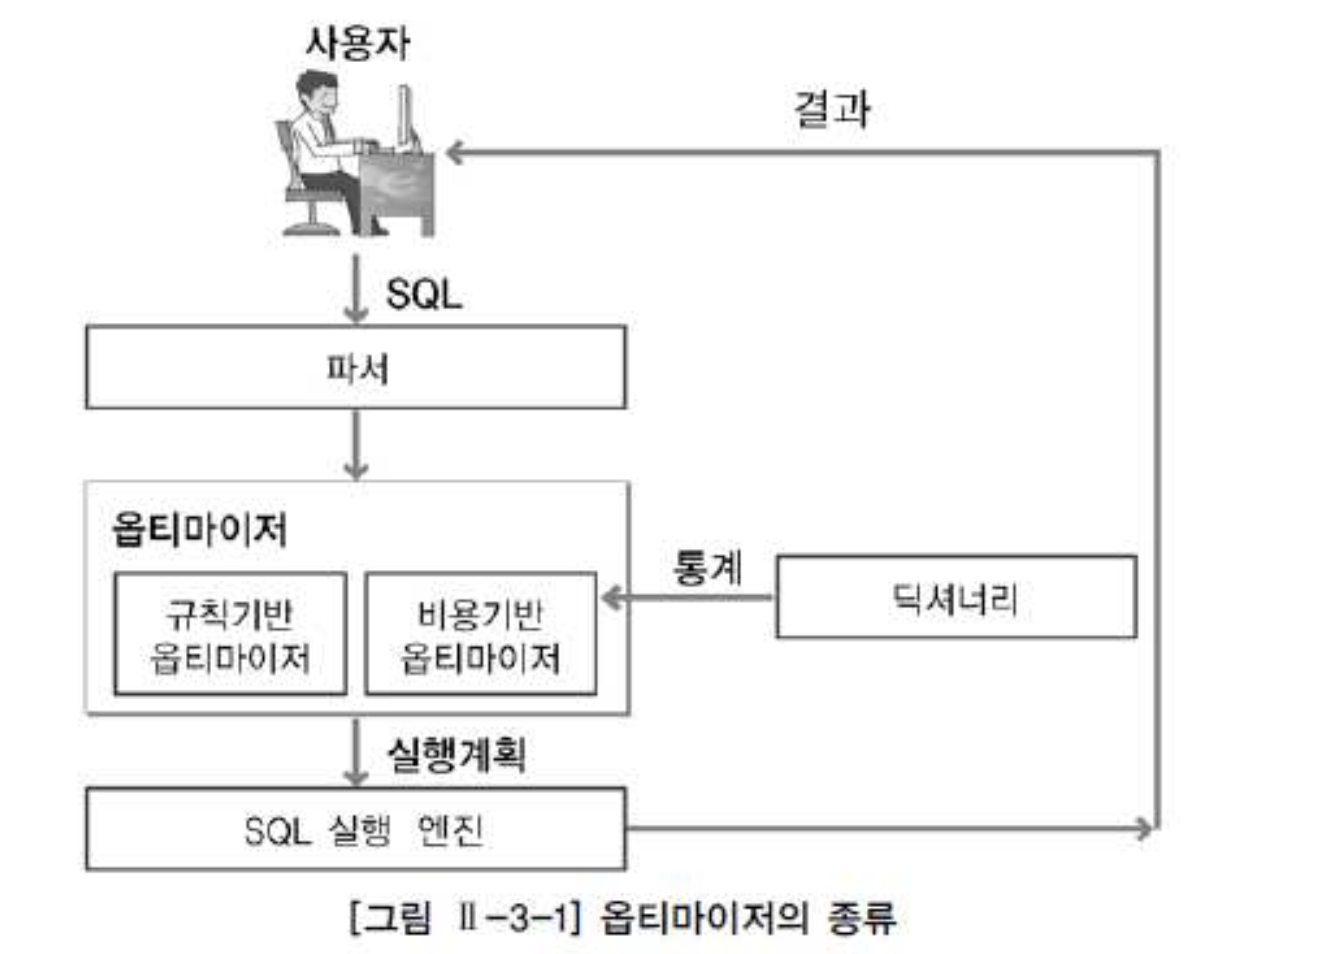 사용자
결과
SQL
파서
옵티마이저
규칙기반
옵티마이저
비용기반
옵티마이저
통계
딕셔너리
실행계획
SQL 실행 엔진
[그림 Ⅱ-3-1] 옵티마이저의 종류